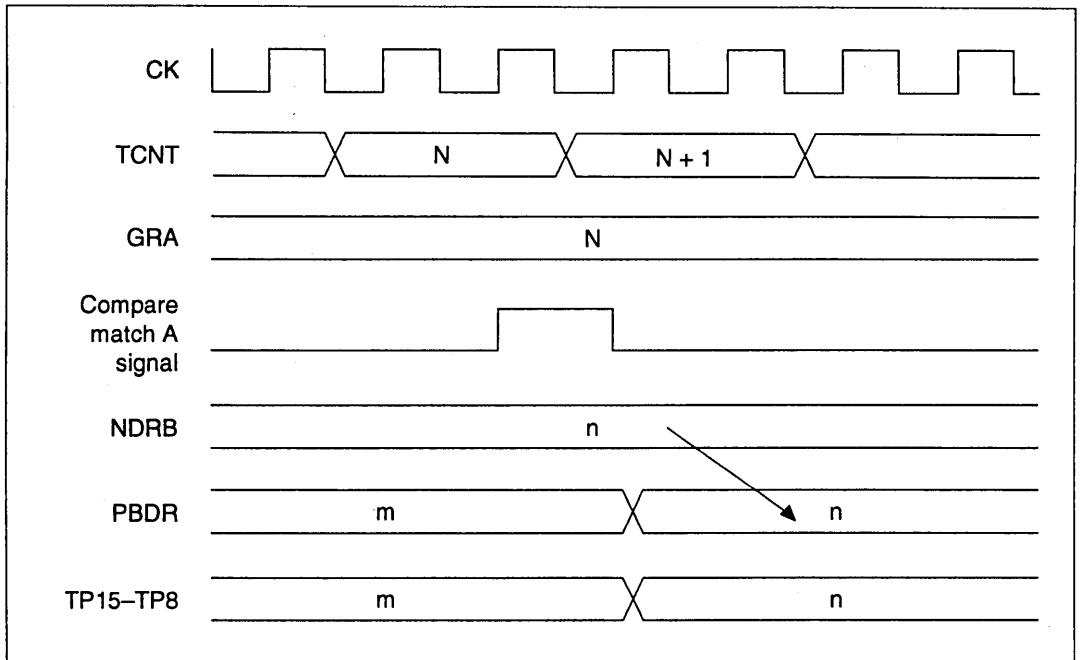 CK
TCNT
N
N + 1
GRA
N
Compare
match A
signal
NDRB
n
PBDR
m
n
TP15–TP8
m
n